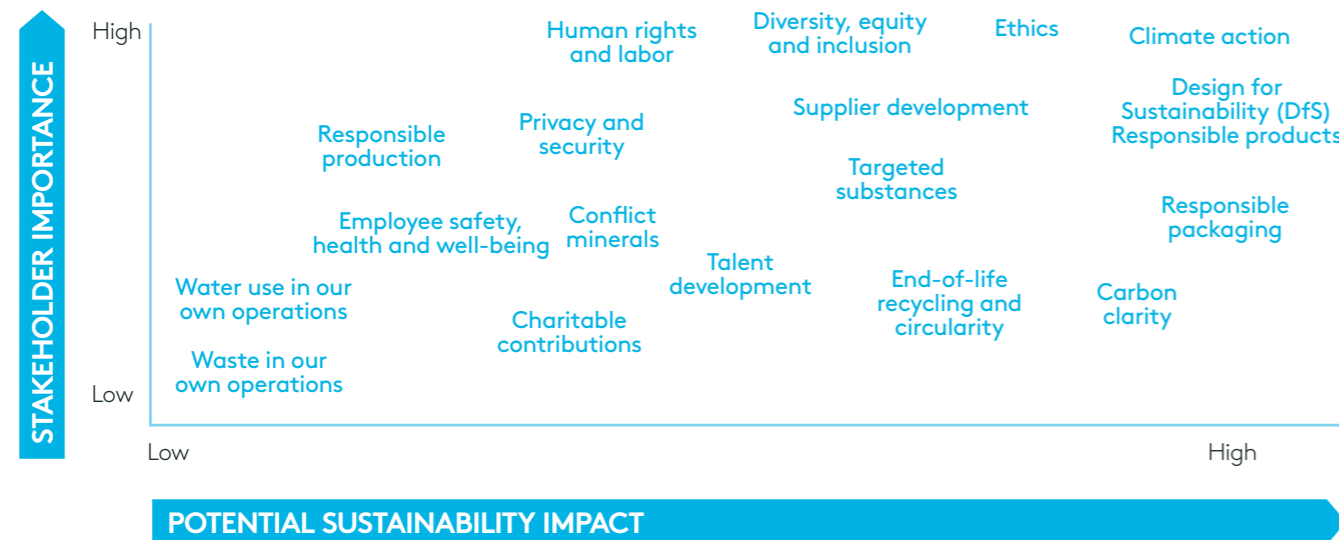 STAKEHOLDER IMPORTANCE
High
Human rights
and labor
Diversity, equity
and inclusion
Ethics
Climate action
Design for
Sustainability (DfS)
Responsible products
Supplier development
Privacy and
security
Responsible
production
Targeted
substances
Responsible
packaging
Employee safety,
health and well-being
Conflict
minerals
Talent
development
End-of-life
recycling and
circularity
Carbon
clarity
Water use in our
own operations
Charitable
contributions
Waste in our
own operations
Low
Low
High
POTENTIAL SUSTAINABILITY IMPACT